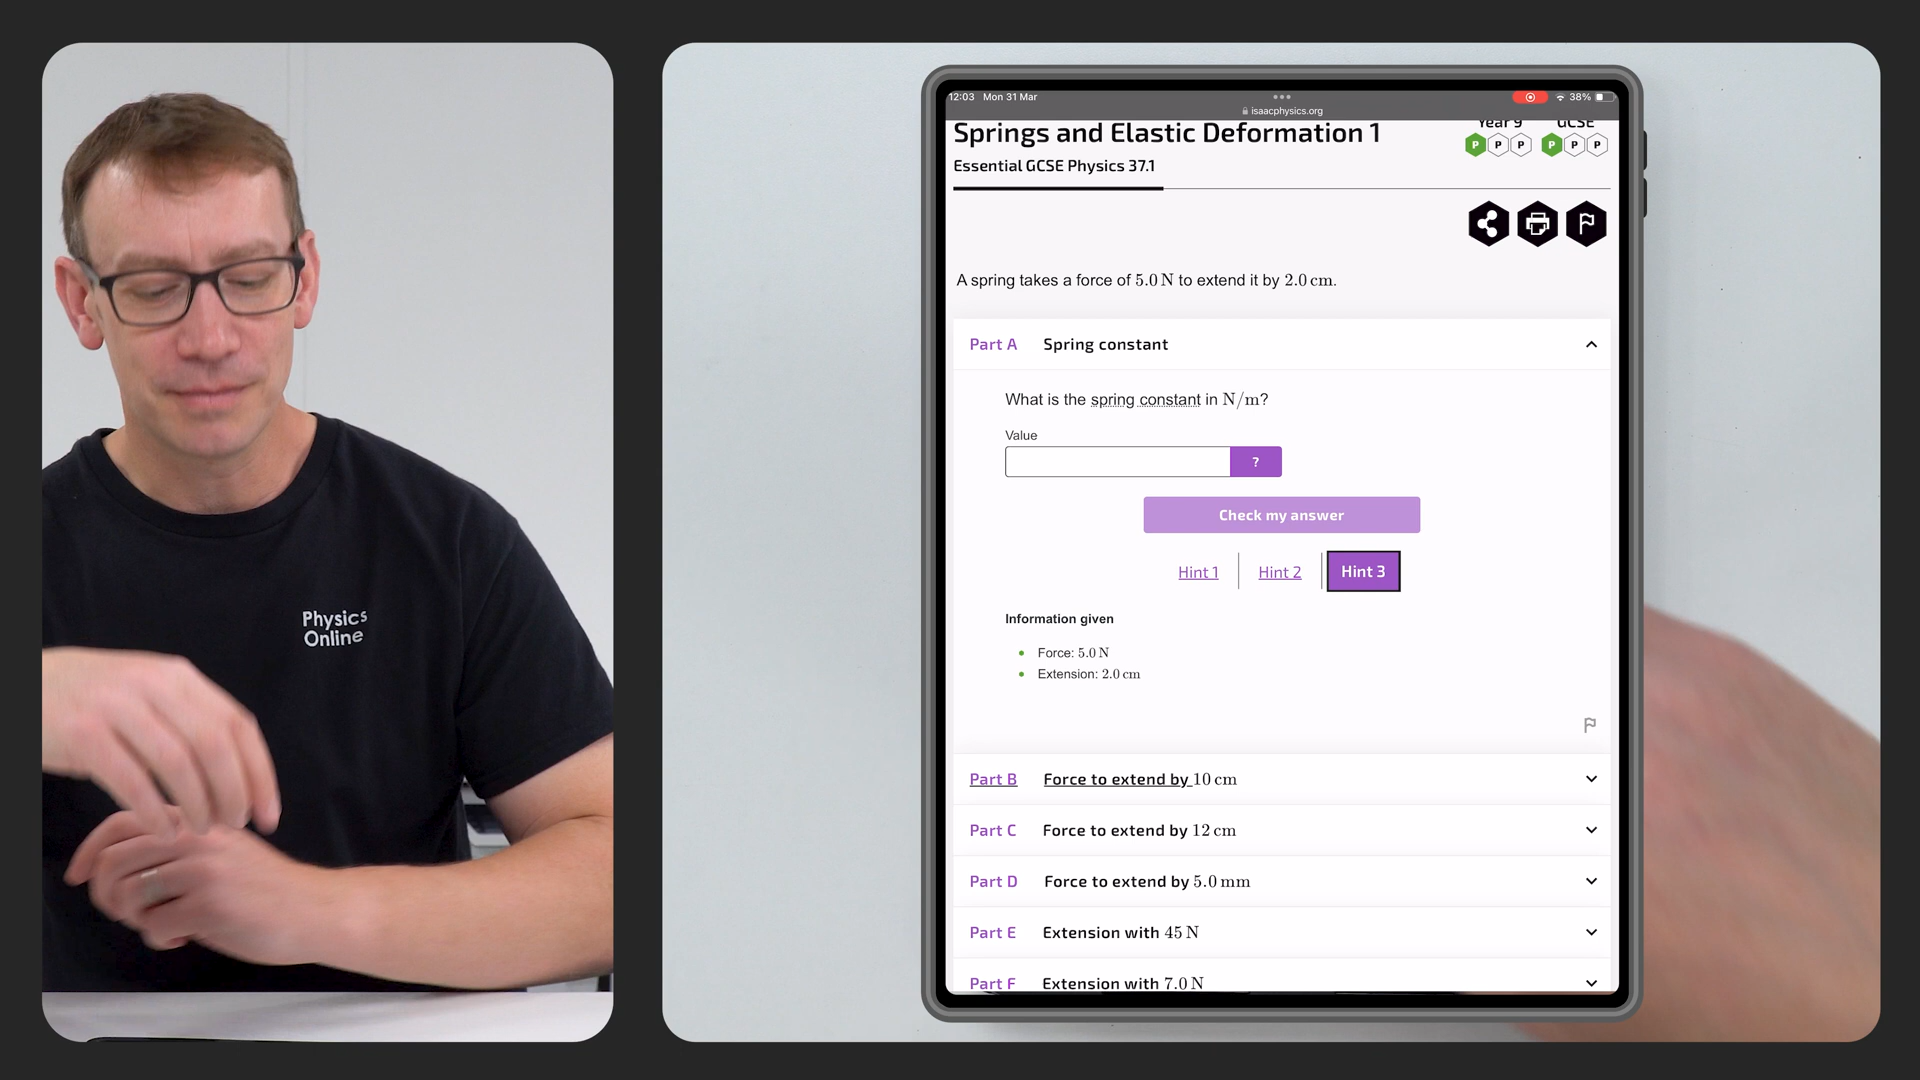 Physics
Online
12:03 Mon 31 Mar
38%
isaacphysics.org
Springs and Elastic Deformation 1
Year 9 GCSE
P P P P P P
Essential GCSE Physics 37.1
A spring takes a force of 5.0 N to extend it by 2.0 cm.
Part A Spring constant
What is the spring constant in N/m?
Value
?
Check my answer
Hint 1 Hint 2 Hint 3
Information given
Force: 5.0 N
Extension: 2.0 cm
Part B Force to extend by 10 cm
Part C Force to extend by 12 cm
Part D Force to extend by 5.0 mm
Part E Extension with 45 N
Part F Extension with 7.0 N